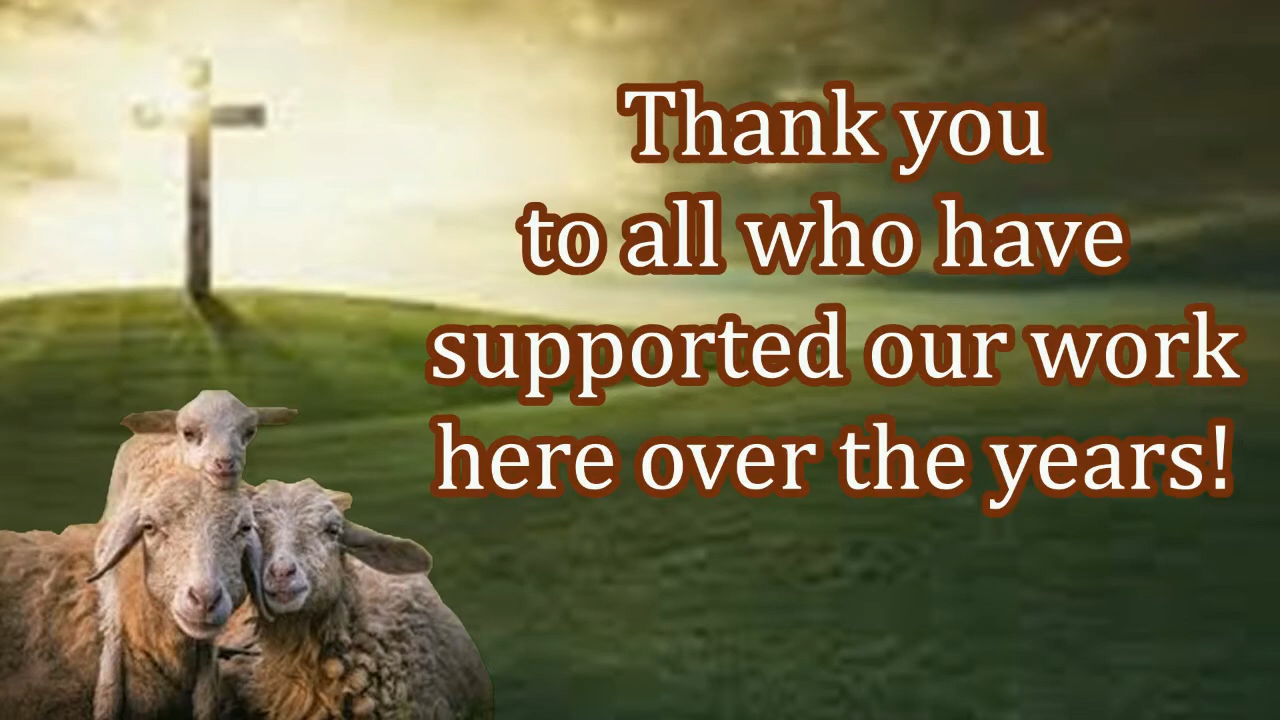 Thank you
to all who have
supported our work
here over the years!